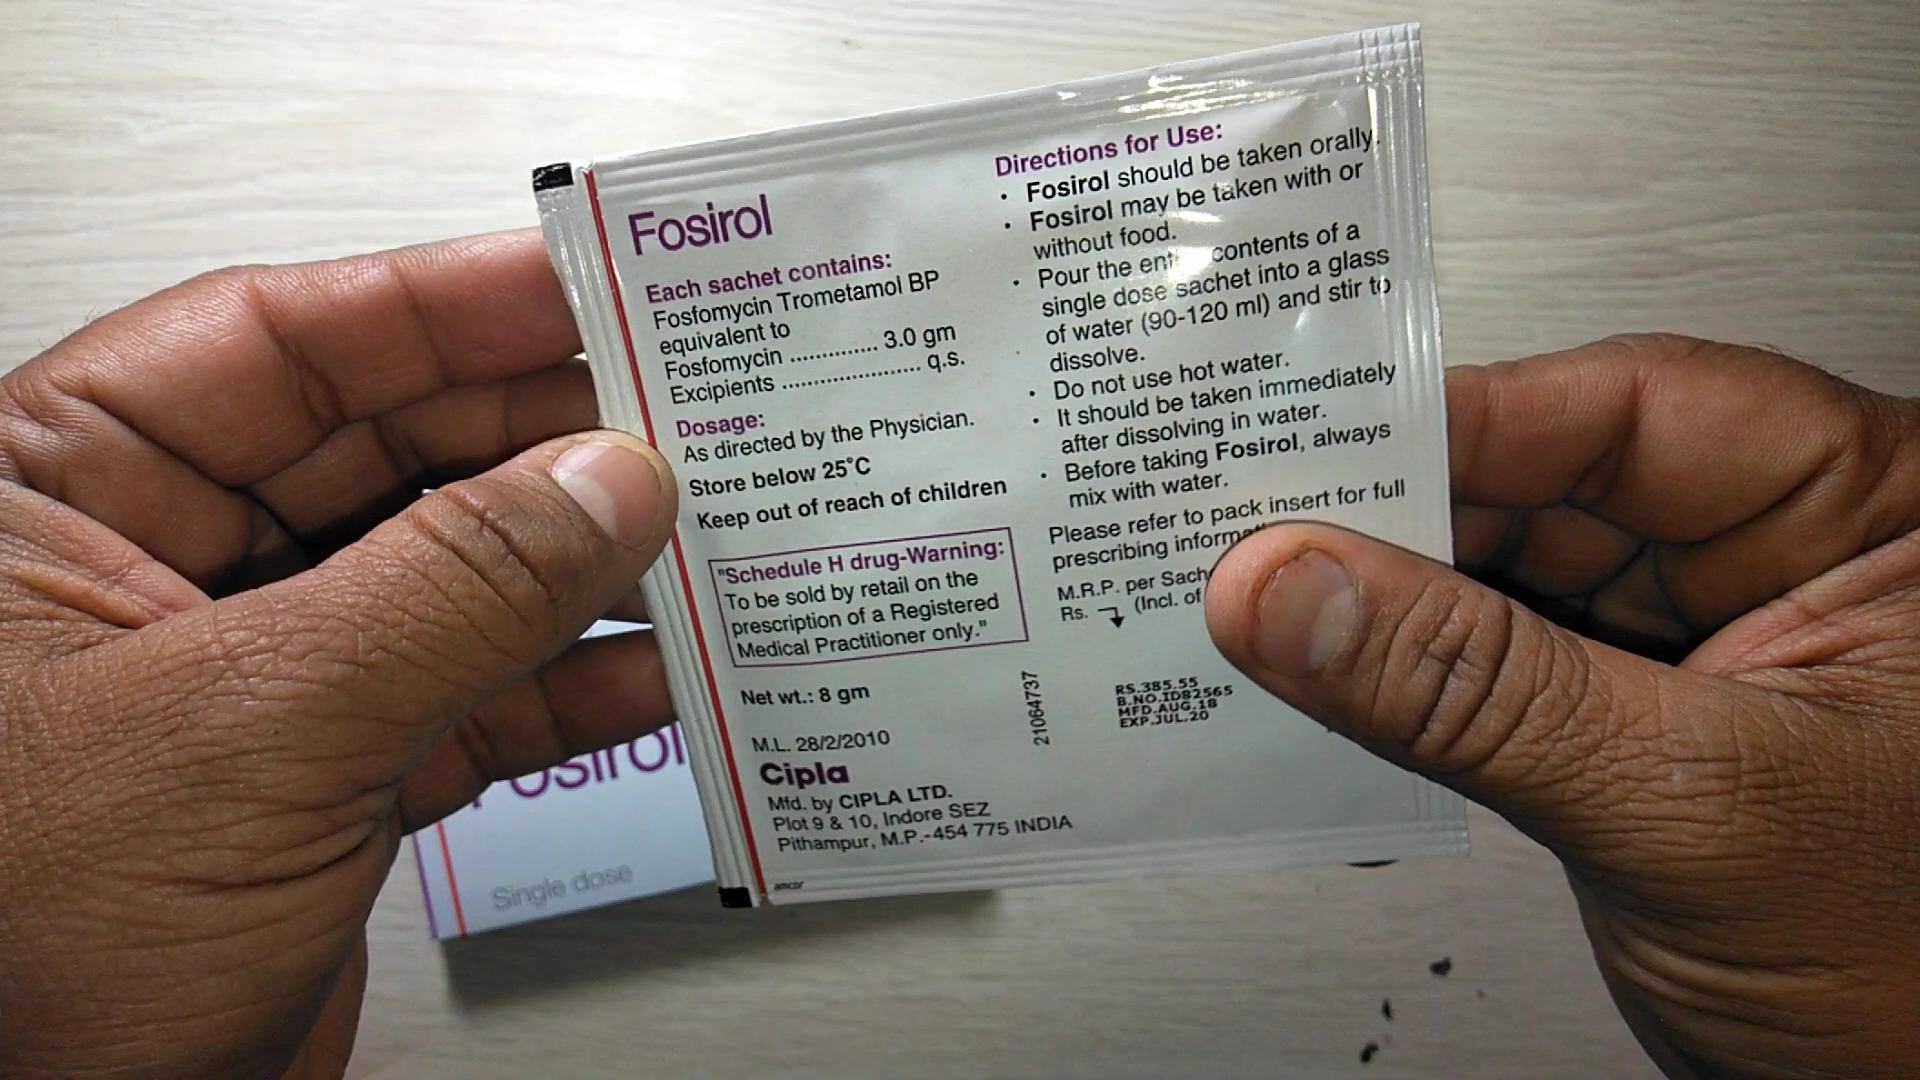 Fosirol
Each sachet contains:
Fosfomycin Trometamol BP
equivalent to
Fosfomycin .............. 3.0 gm
Excipients ...................... q.s.
Dosage:
As directed by the Physician.
Store below 25°C
Keep out of reach of children
"Schedule H drug-Warning:
To be sold by retail on the
prescription of a Registered
Medical Practitioner only."
Net wt.: 8 gm
M.L. 28/2/2010
Cipla
Mfd. by CIPLA LTD.
Plot 9 & 10, Indore SEZ
Pithampur, M.P.-454 775 INDIA
amcor
Directions for Use:
• Fosirol should be taken orally.
• Fosirol may be taken with or
without food.
• Pour the contents of a
single dose sachet into a glass
of water (90-120 ml) and stir to
dissolve.
• Do not use hot water.
• It should be taken immediately
after dissolving in water.
• Before taking Fosirol, always
mix with water.
Please refer to pack insert for full
prescribing
M.R.P. per
Rs. (Incl. of
21064737
RS.385.55
B.NO.ID82565
MFD.AUG.18
EXP.JUL.20
Fosirol
Single dose